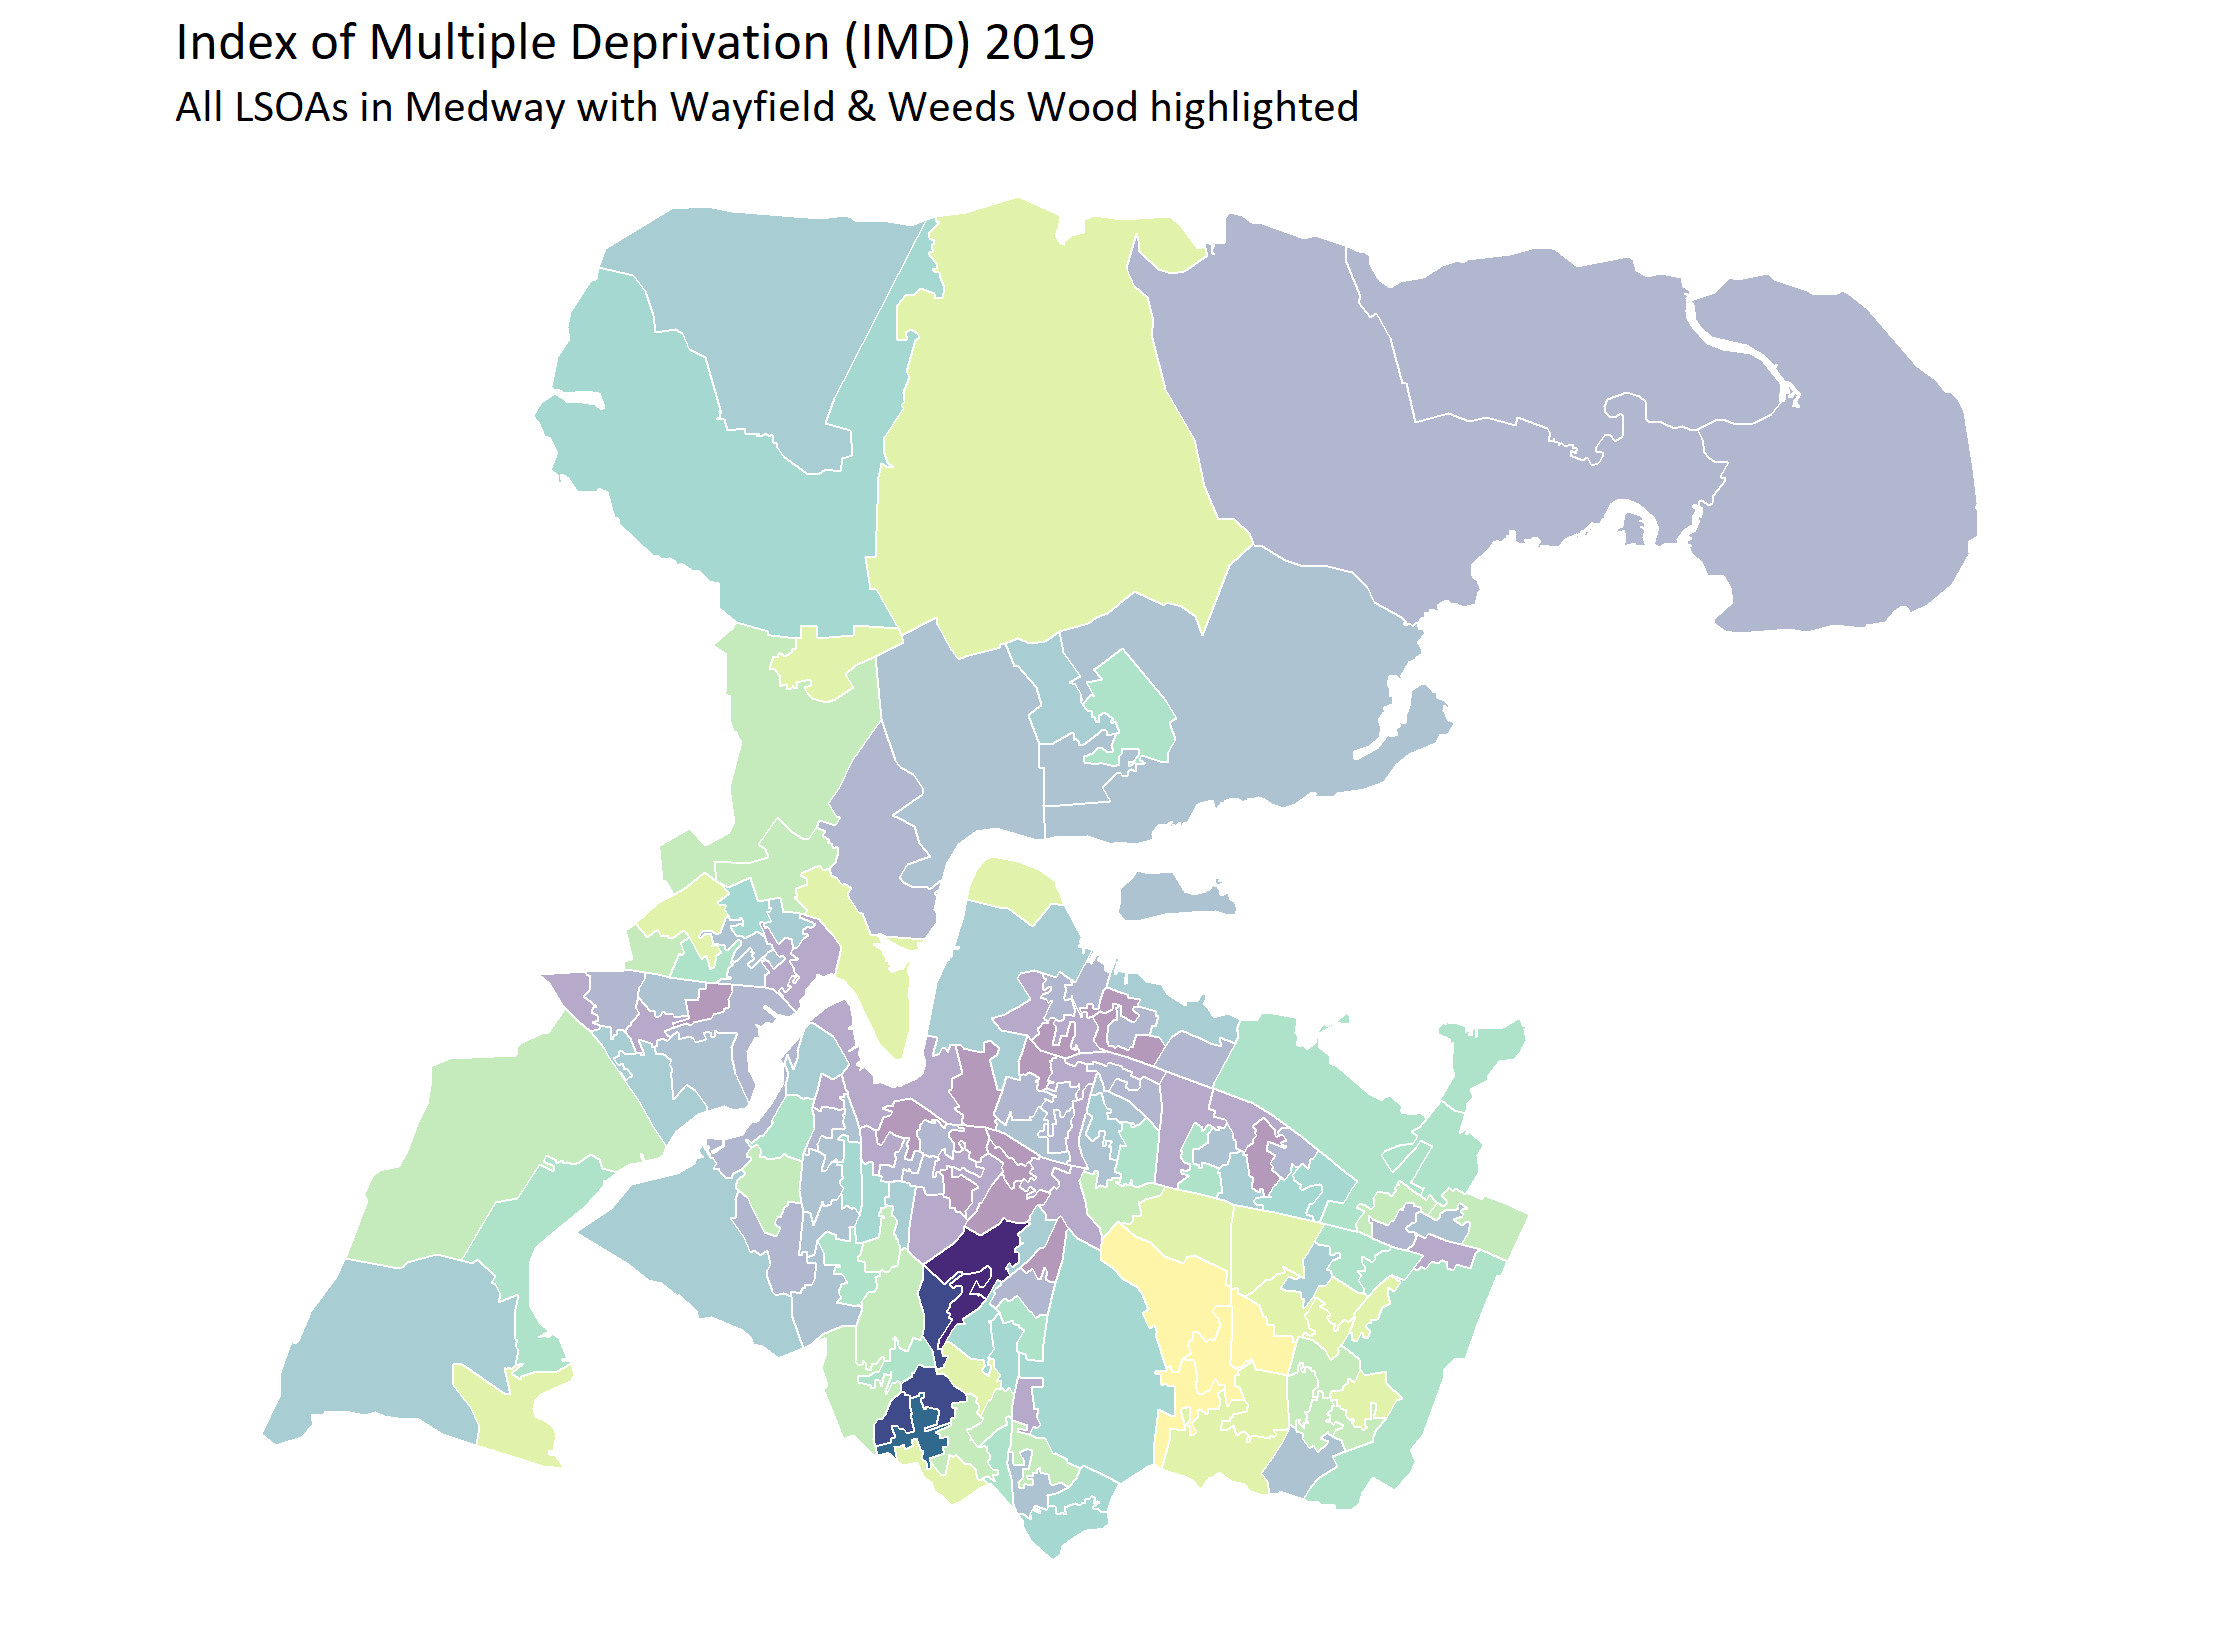 Index of Multiple Deprivation (IMD) 2019
All LSOAs in Medway with Wayfield & Weeds Wood highlighted